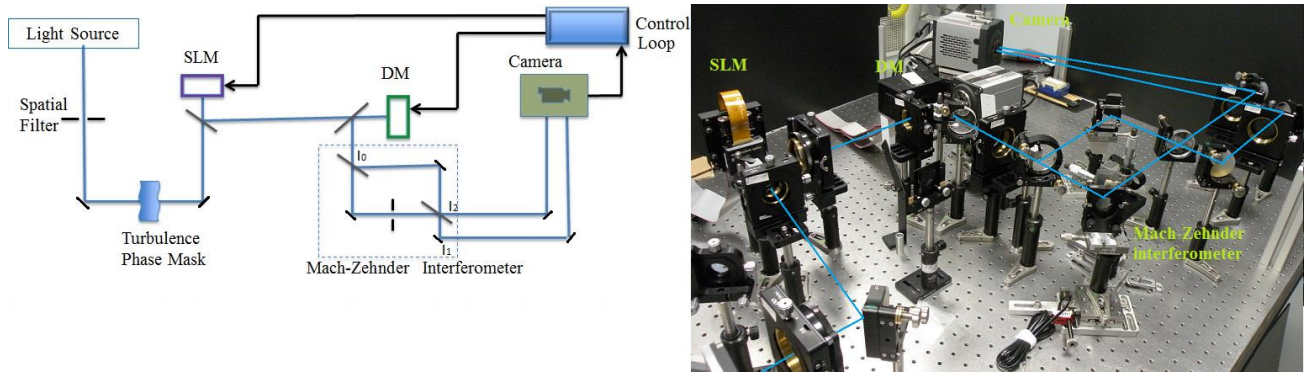 Light Source
SLM
Control
Loop
DM
Camera
Spatial
Filter
I0
I2
I1
Turbulence
Phase Mask
Mach-Zehnder Interferometer
Camera
SLM
DM
Mach-Zehnder
interferometer